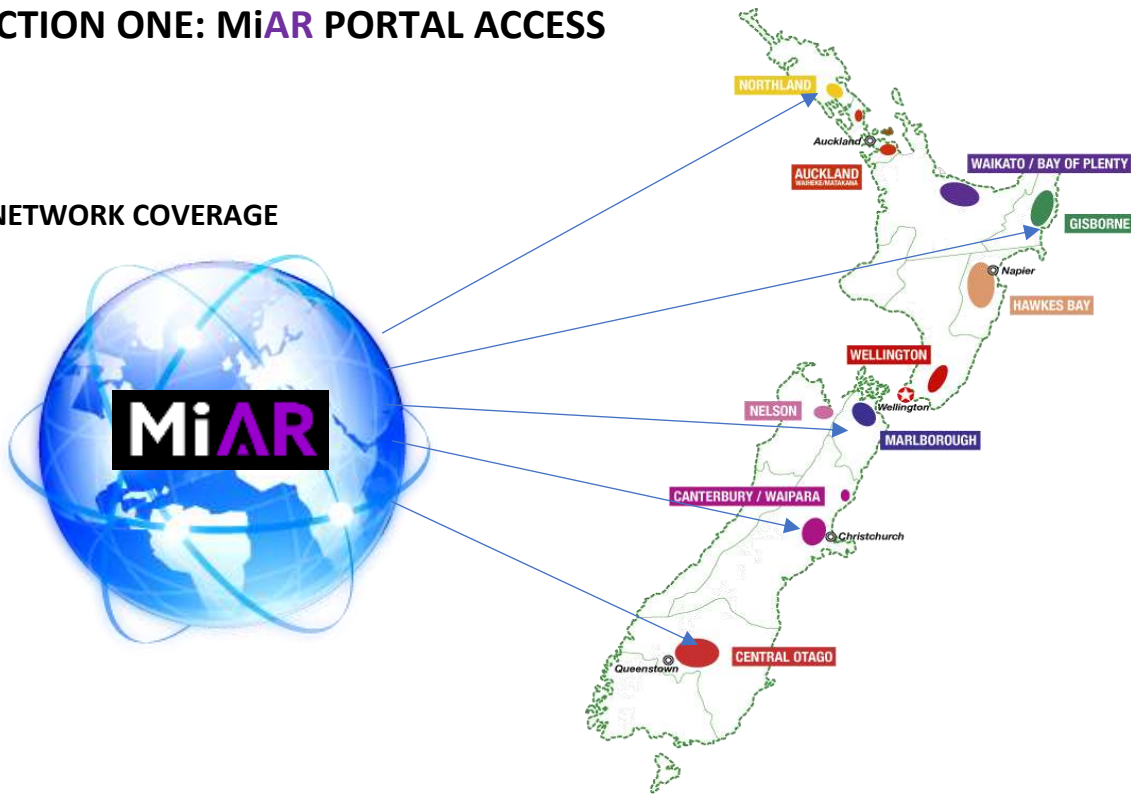 CTION ONE: MiAR PORTAL ACCESS
NORTHLAND
Auckland
AUCKLAND
WAIHEKE/MATAKANA
WAIKATO / BAY OF PLENTY
GISBORNE
NETWORK COVERAGE
Napier
HAWKES BAY
WELLINGTON
Wellington
NELSON
MARLBOROUGH
MiAR
CANTERBURY / WAIPARA
Christchurch
CENTRAL OTAGO
Queenstown